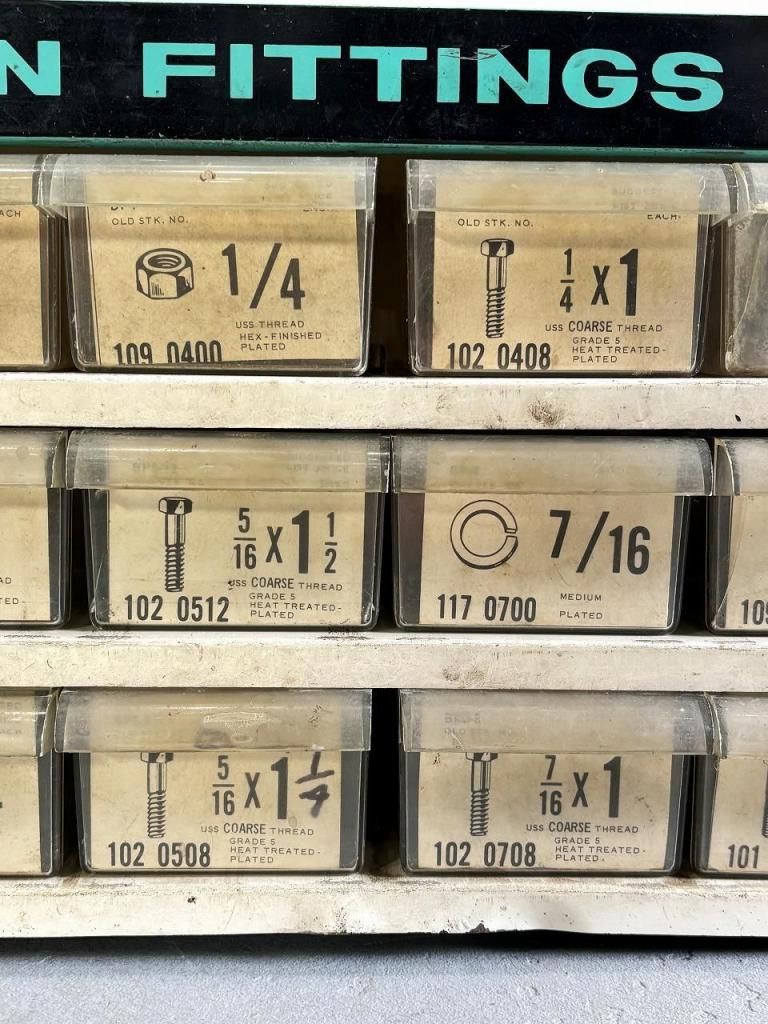 N FITTINGS
ACH
OLD STK. NO.
1/4
USS THREAD
HEX-FINISHED
PLATED
109 0400
OLD STK. NO.
EACH
1/4 X 1
USS COARSE THREAD
GRADE 5
HEAT TREATED-
PLATED
102 0408
5/16 X 1 1/2
USS COARSE THREAD
GRADE 5
HEAT TREATED-
PLATED
102 0512
7/16
MEDIUM
PLATED
117 0700
5/16 X 1 1/4
USS COARSE THREAD
GRADE 5
HEAT TREATED-
PLATED
102 0508
7/16 X 1
USS COARSE THREAD
GRADE 5
HEAT TREATED-
PLATED
102 0708
101